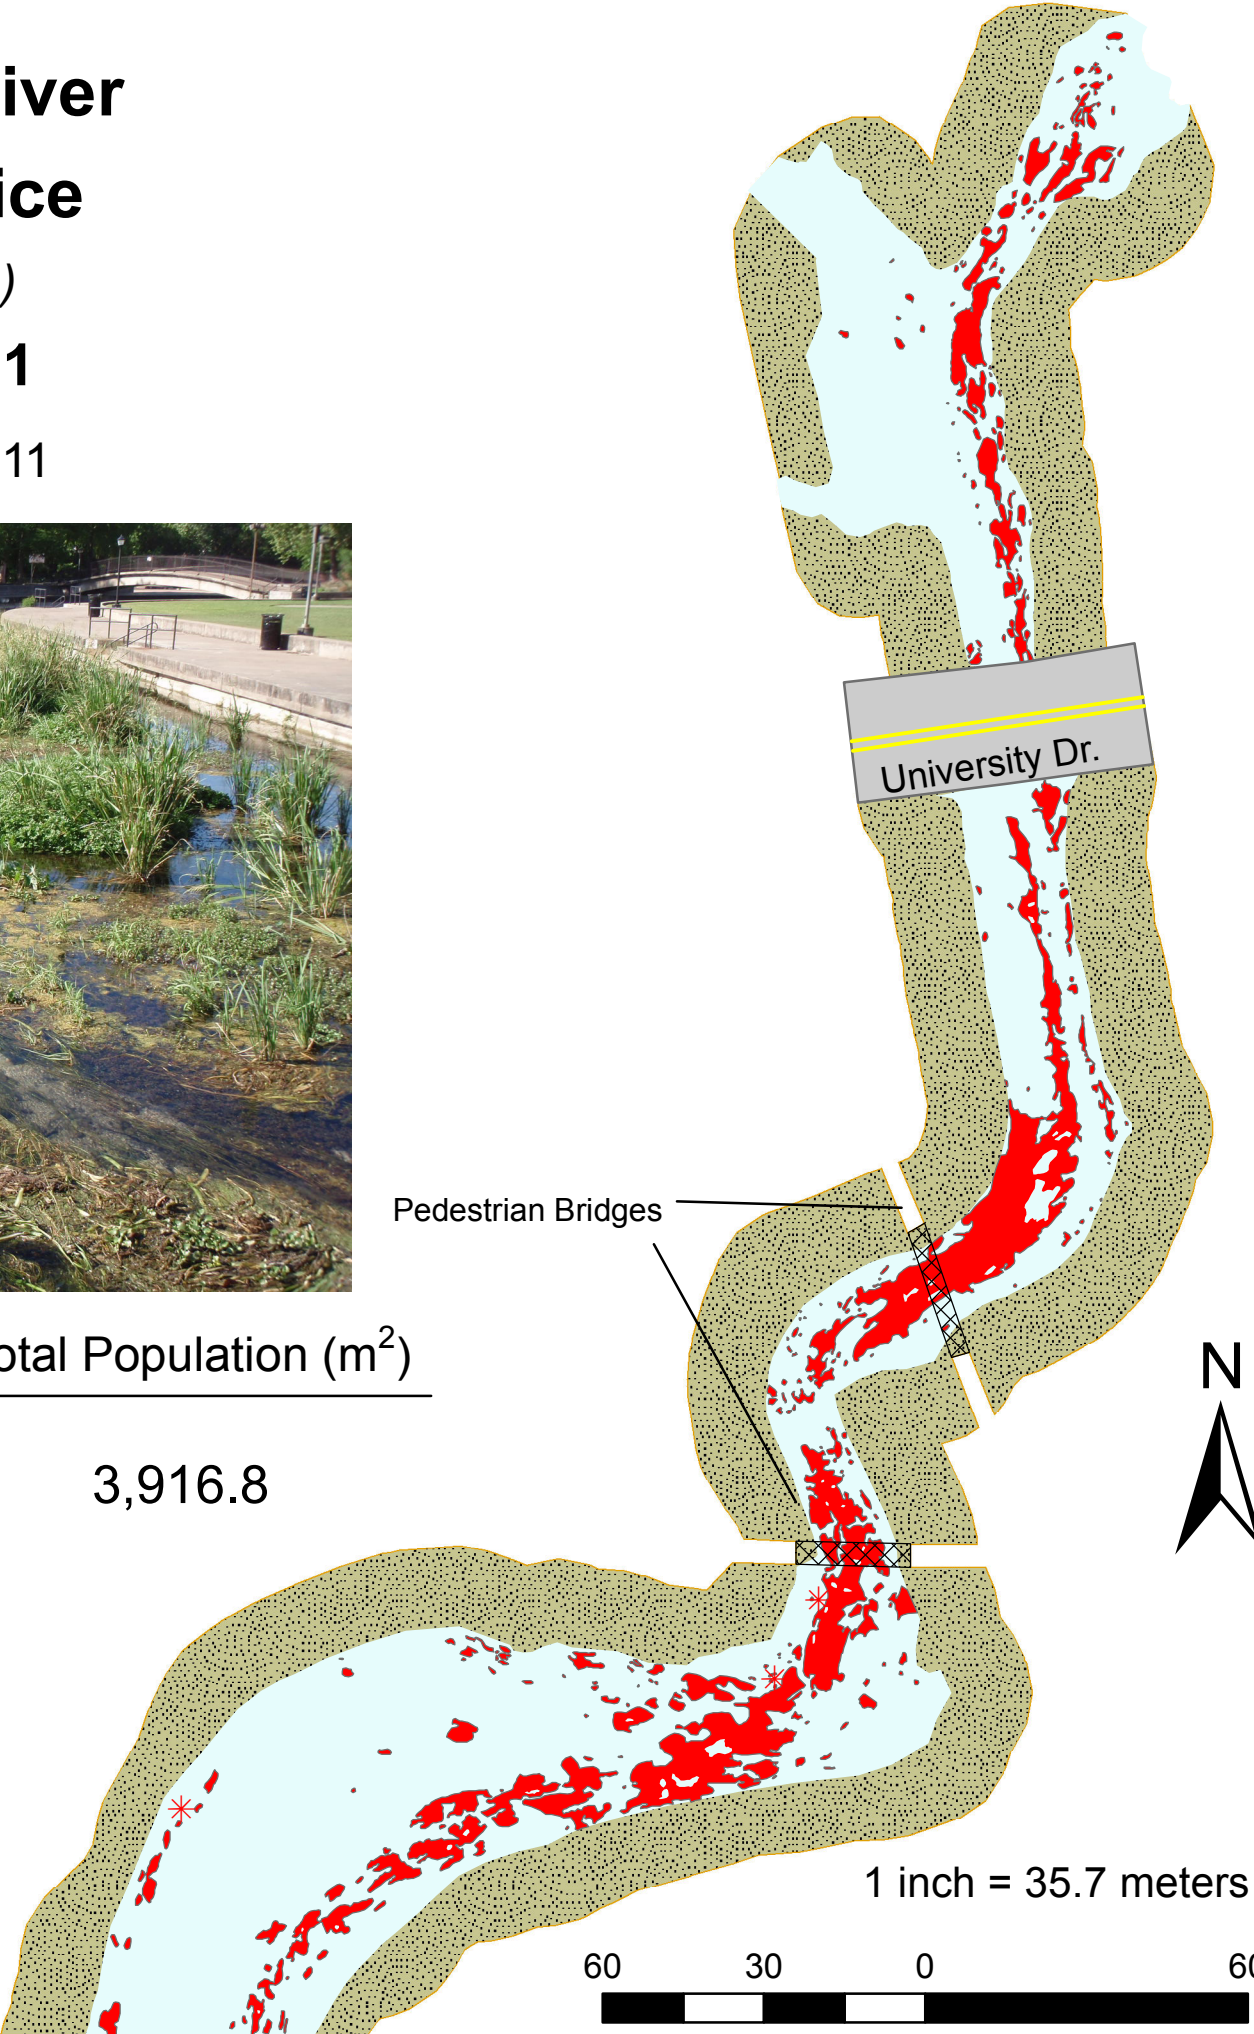 iver
ice
)
1
11
University Dr.
Pedestrian Bridges
otal Population (m²)
3,916.8
N
1 inch = 35.7 meters
60 30 0 60